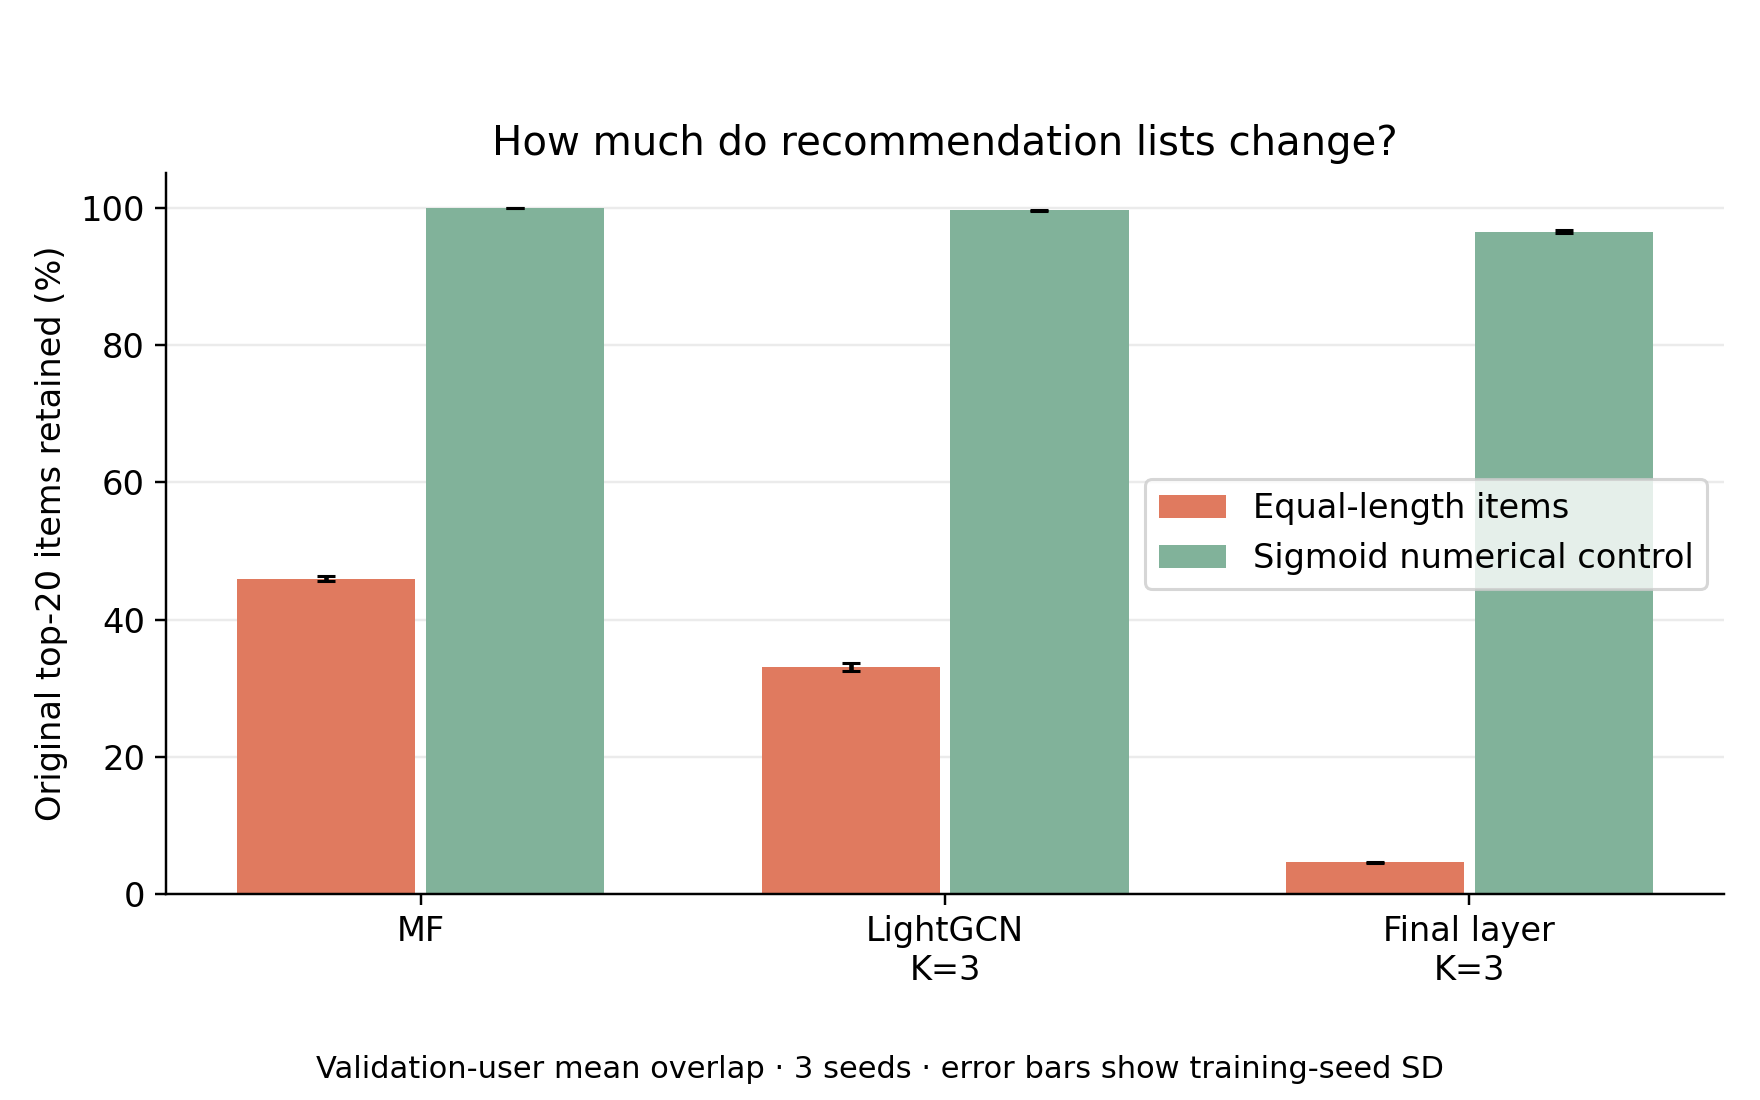 How much do recommendation lists change?
Original top-20 items retained (%)
100
80
60
40
20
0
Equal-length items
Sigmoid numerical control
MF
LightGCN
K=3
Final layer
K=3
Validation-user mean overlap · 3 seeds · error bars show training-seed SD